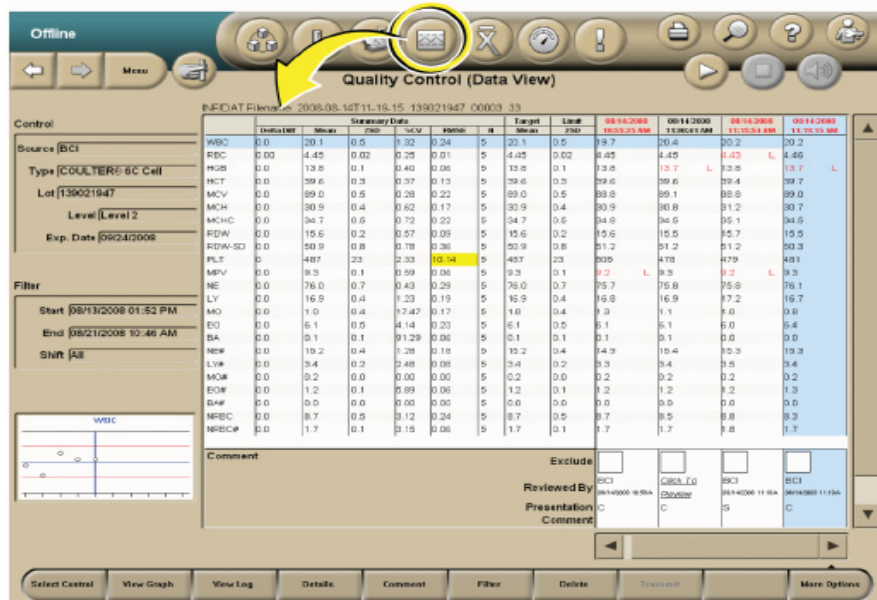 Offline
Menu
Quality Control (Data View)
INF/DAT Filename: 2008-08-14T11-19-15_139021947_00003_33
Control
Source BCI
Type COULTER® 6C Cell
Lot 139021947
Level Level 2
Exp. Date 09/24/2008
Filter
Start 08/13/2008 01:52 PM
End 08/21/2008 10:46 AM
Shift All
WBC
Summary Data Target Limit 08/14/2008 08/14/2008 08/14/2008 08/14/2008
Delta Diff Mean 2SD %CV RMSE N Mean 2SD 10:55:25 AM 11:15:54 AM 11:19:15 AM
WBC 0.0 20.1 0.5 1.32 0.24 5 20.1 0.5 19.7 20.4 20.2 20.2
RBC 0.00 4.45 0.02 0.25 0.01 5 4.45 0.02 4.45 4.45 4.43 L 4.46
HGB 0.0 13.8 0.1 0.40 0.06 5 13.8 0.1 13.8 13.7 L 13.8 13.7 L
HCT 0.0 39.6 0.3 0.37 0.13 5 39.6 0.3 39.6 39.6 39.4 39.7
MCV 0.0 89.0 0.5 0.28 0.22 5 89.0 0.5 88.8 89.1 88.8 89.0
MCH 0.0 30.9 0.4 0.62 0.17 5 30.9 0.4 30.9 30.8 31.2 30.7
MCHC 0.0 34.7 0.5 0.72 0.22 5 34.7 0.5 34.8 34.5 35.1 34.5
RDW 0.0 15.6 0.2 0.57 0.09 5 15.6 0.2 15.6 15.5 15.7 15.5
RDW-SD 0.0 50.9 0.8 0.78 0.36 5 50.9 0.8 51.2 51.2 51.2 50.3
PLT 0 487 23 2.33 10.14 5 487 23 505 478 479 481
MPV 0.0 9.3 0.1 0.59 0.06 5 9.3 0.1 9.2 L 9.3 9.2 L 9.3
NE 0.0 76.0 0.7 0.43 0.29 5 76.0 0.7 75.7 75.8 75.8 76.1
LY 0.0 16.9 0.4 1.23 0.19 5 16.9 0.4 16.8 16.9 17.2 16.7
MO 0.0 1.0 0.4 17.47 0.17 5 1.0 0.4 1.3 1.1 1.0 0.8
EO 0.0 6.1 0.5 4.14 0.23 5 6.1 0.5 6.1 6.1 6.0 6.4
BA 0.0 0.1 0.1 91.29 0.06 5 0.1 0.1 0.1 0.1 0.0 0.0
NE# 0.0 15.2 0.4 1.28 0.18 5 15.2 0.4 14.9 15.4 15.3 15.3
LY# 0.0 3.4 0.2 2.48 0.08 5 3.4 0.2 3.3 3.4 3.5 3.4
MO# 0.0 0.2 0.0 0.00 0.00 5 0.2 0.0 0.2 0.2 0.2 0.2
EO# 0.0 1.2 0.1 5.89 0.06 5 1.2 0.1 1.2 1.2 1.2 1.3
BA# 0.0 0.0 0.0 0.00 0.00 5 0.0 0.0 0.0 0.0 0.0 0.0
NRBC 0.0 8.7 0.5 3.12 0.24 5 8.7 0.5 8.7 8.5 8.8 8.3
NRBC# 0.0 1.7 0.1 3.15 0.06 5 1.7 0.1 1.7 1.7 1.8 1.7
Comment
Exclude
Reviewed By BCI Click To Review BCI BCI
Presentation C C S C
Comment
Select Control View Graph View Log Details Comment Filter Delete Transmit More Options